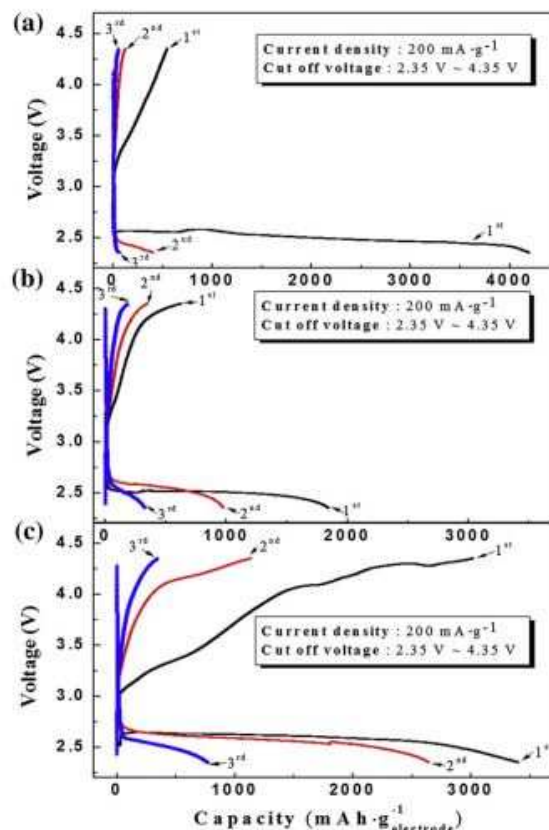 (a)
3rd
2nd
1st
Current density : 200 mA·g-1
Cut off voltage : 2.35 V ~ 4.35 V
4.5
4.0
3.5
3.0
2.5
Voltage (V)
1st
2nd
3rd
0 1000 2000 3000 4000
(b)
3rd
2nd
1st
Current density : 200 mA·g-1
Cut off voltage : 2.35 V ~ 4.35 V
4.5
4.0
3.5
3.0
2.5
Voltage (V)
3rd
2nd
1st
0 1000 2000 3000
(c)
3rd
2nd
1st
Current density : 200 mA·g-1
Cut off voltage : 2.35 V ~ 4.35 V
4.5
4.0
3.5
3.0
2.5
Voltage (V)
3rd
2nd
1st
0 1000 2000 3000
Capacity (mAh·g-1electrode)